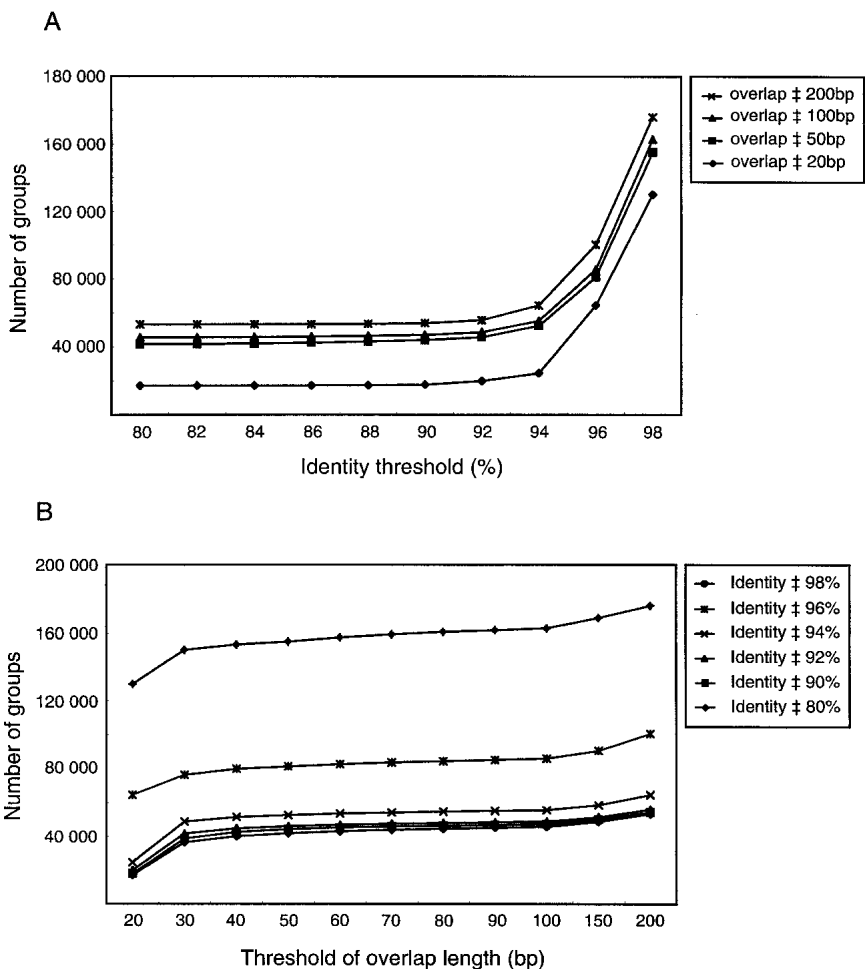 A
180 000
160 000
120 000
80 000
40 000
Number of groups
80 82 84 86 88 90 92 94 96 98
Identity threshold (%)
overlap ‡ 200bp
overlap ‡ 100bp
overlap ‡ 50bp
overlap ‡ 20bp
B
200 000
160 000
120 000
80 000
40 000
Number of groups
20 30 40 50 60 70 80 90 100 150 200
Threshold of overlap length (bp)
Identity ‡ 98%
Identity ‡ 96%
Identity ‡ 94%
Identity ‡ 92%
Identity ‡ 90%
Identity ‡ 80%